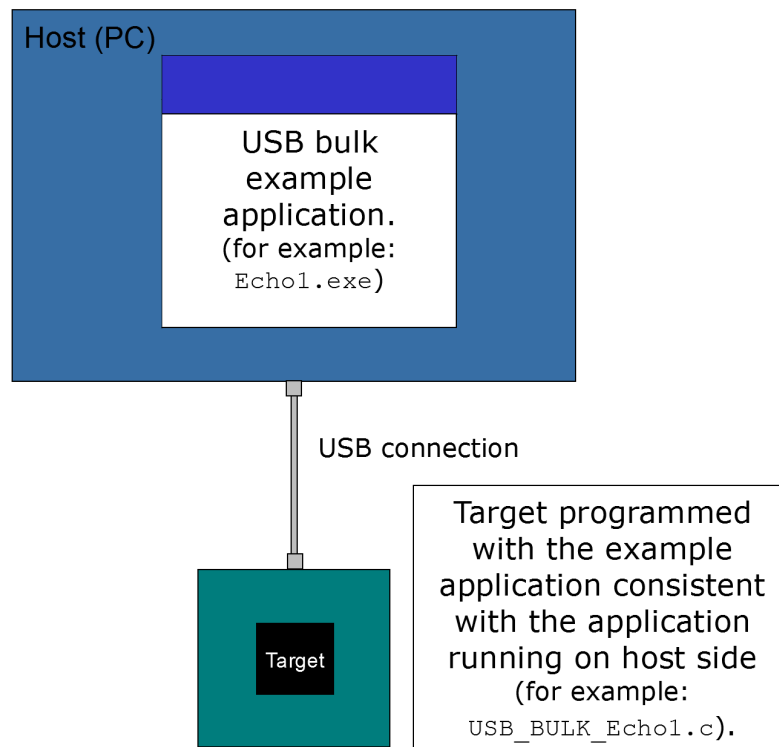 Host (PC)
USB bulk
example
application.
(for example:
Echo1.exe)
USB connection
Target programmed
with the example
application consistent
with the application
running on host side
(for example:
USB_BULK_Echo1.c).
Target